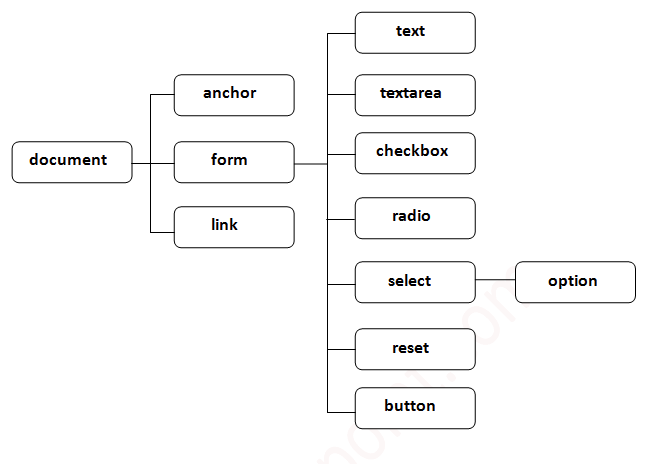 document
anchor
form
link
text
textarea
checkbox
radio
select
option
reset
button